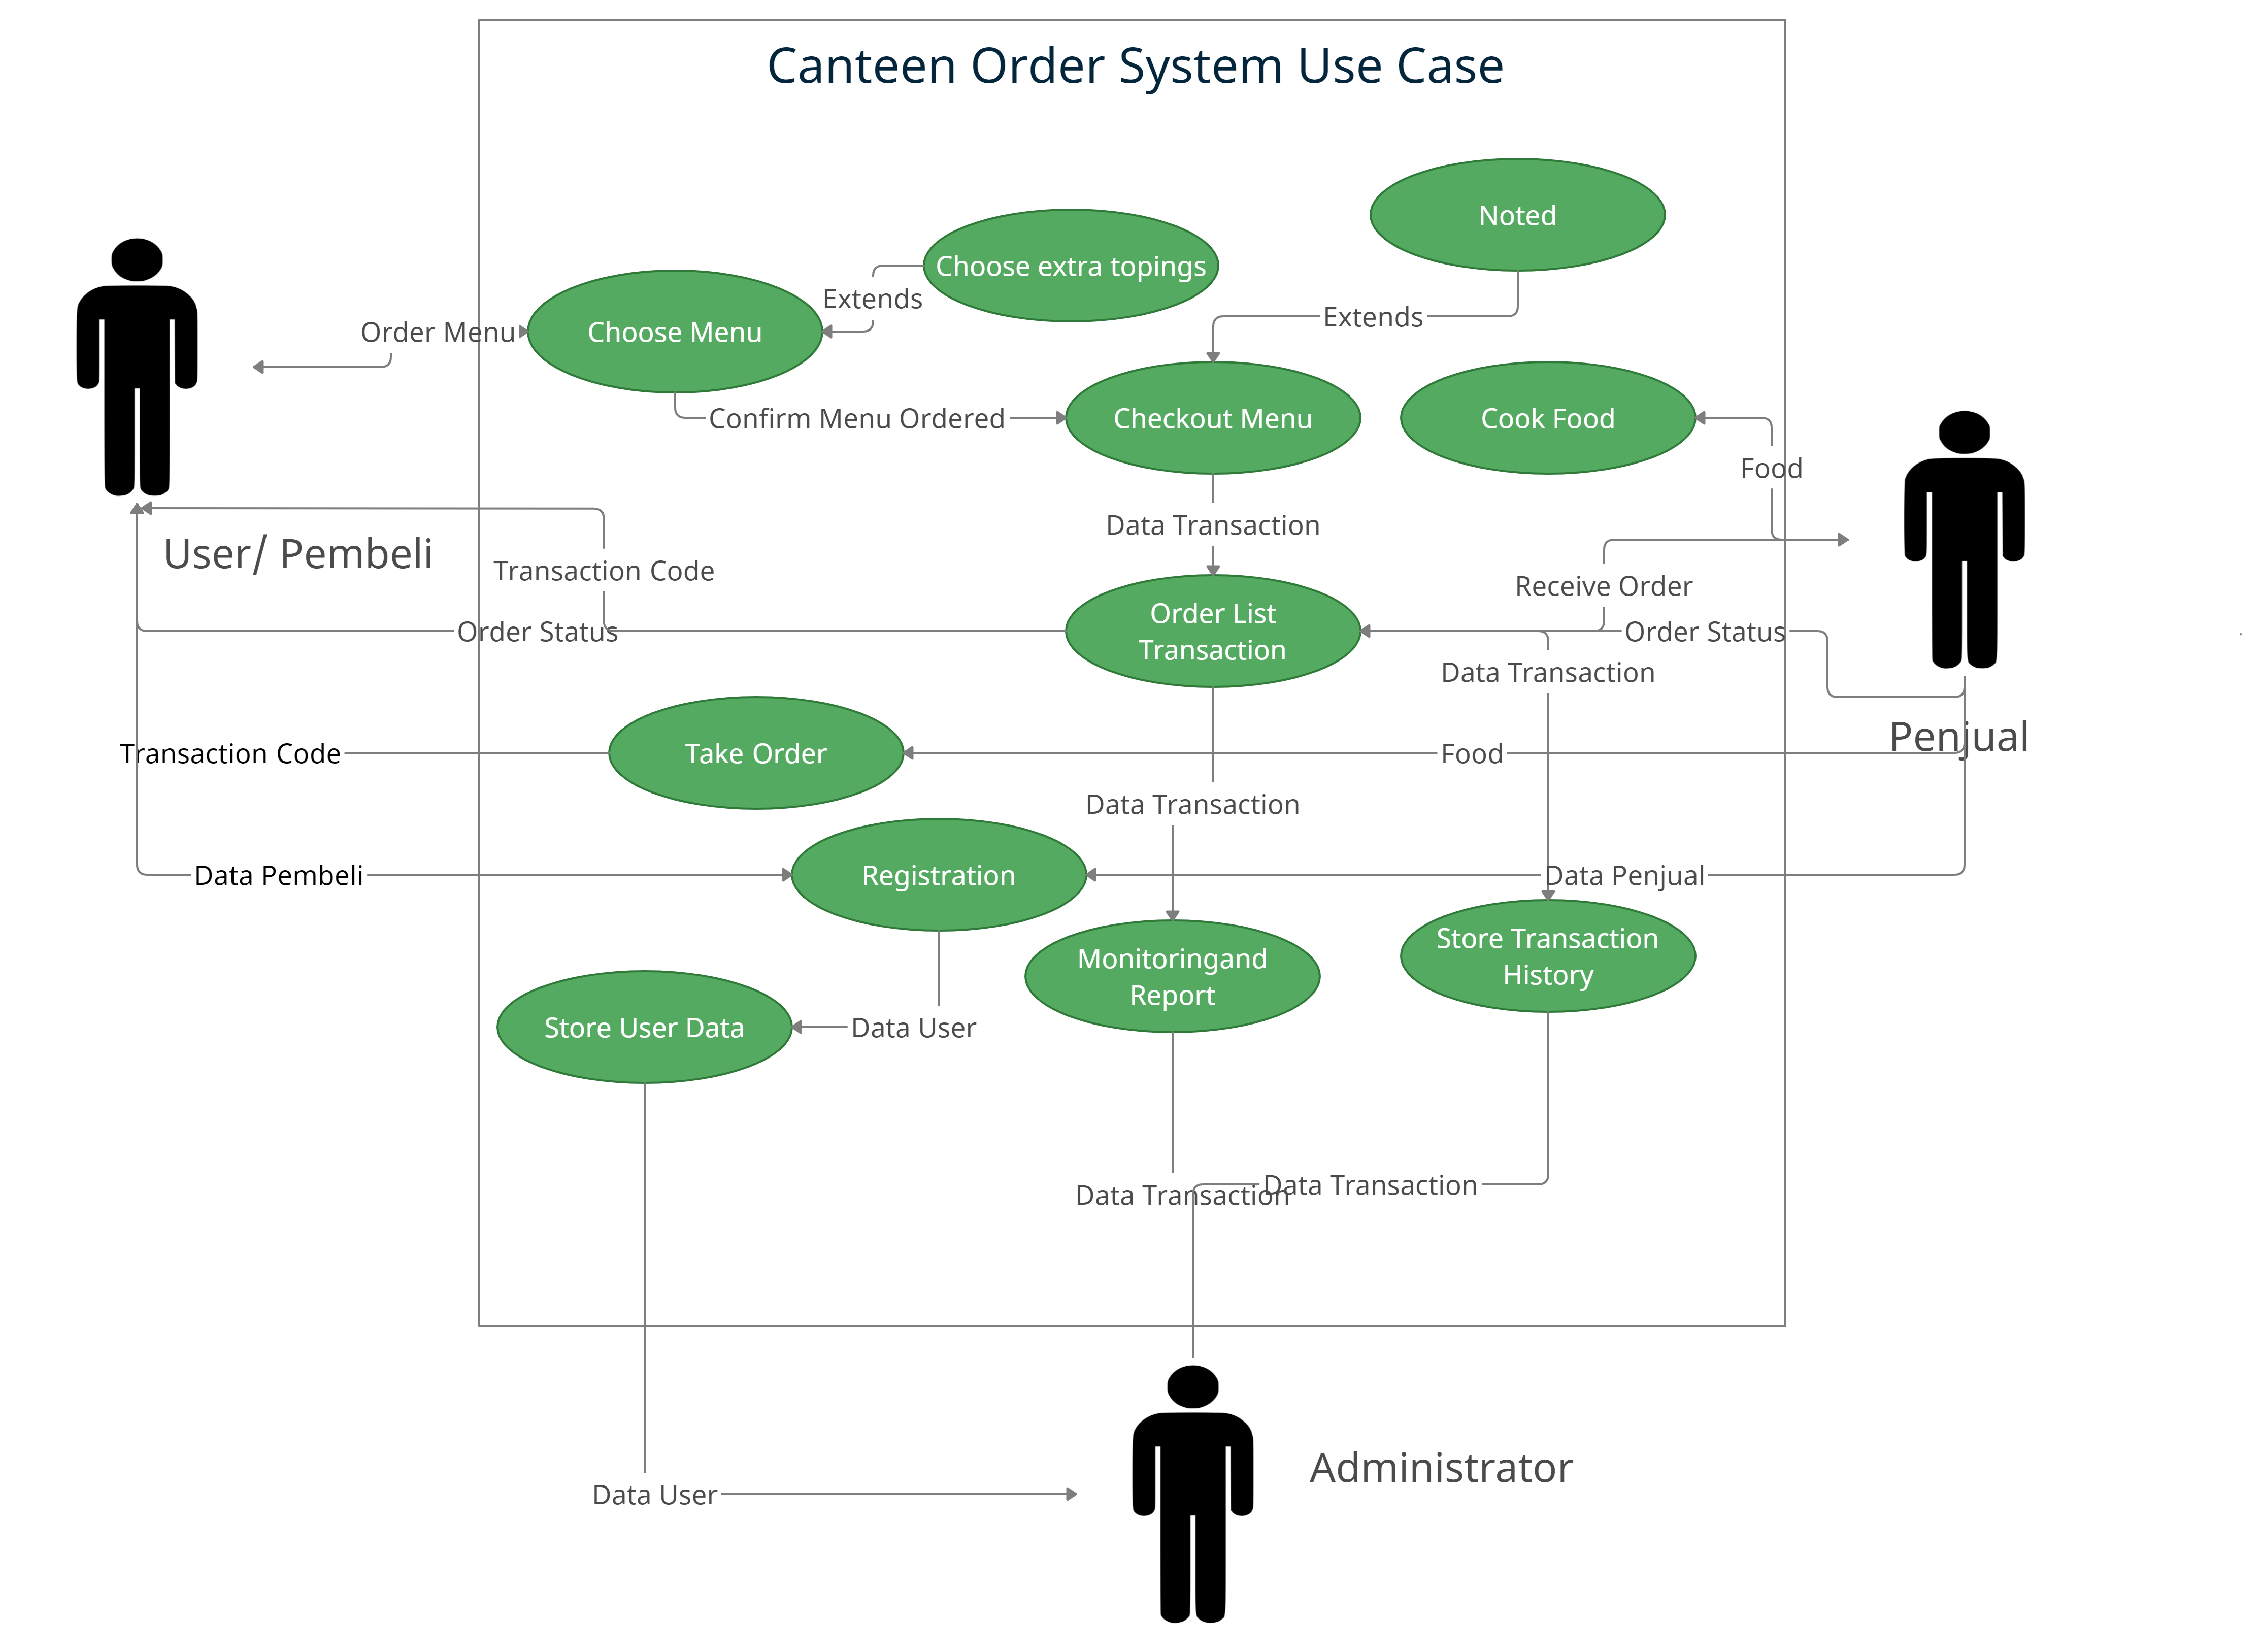 Canteen Order System Use Case
Noted
Choose extra topings
Extends
Extends
Order Menu
Choose Menu
Confirm Menu Ordered
Checkout Menu
Cook Food
Food
Data Transaction
User/ Pembeli
Transaction Code
Receive Order
Order List
Transaction
Order Status
Order Status
Data Transaction
Penjual
Transaction Code
Take Order
Food
Data Transaction
Data Pembeli
Registration
Data Penjual
Store Transaction
History
Monitoringand
Report
Store User Data
Data User
Data Transaction
Data Transaction
Administrator
Data User